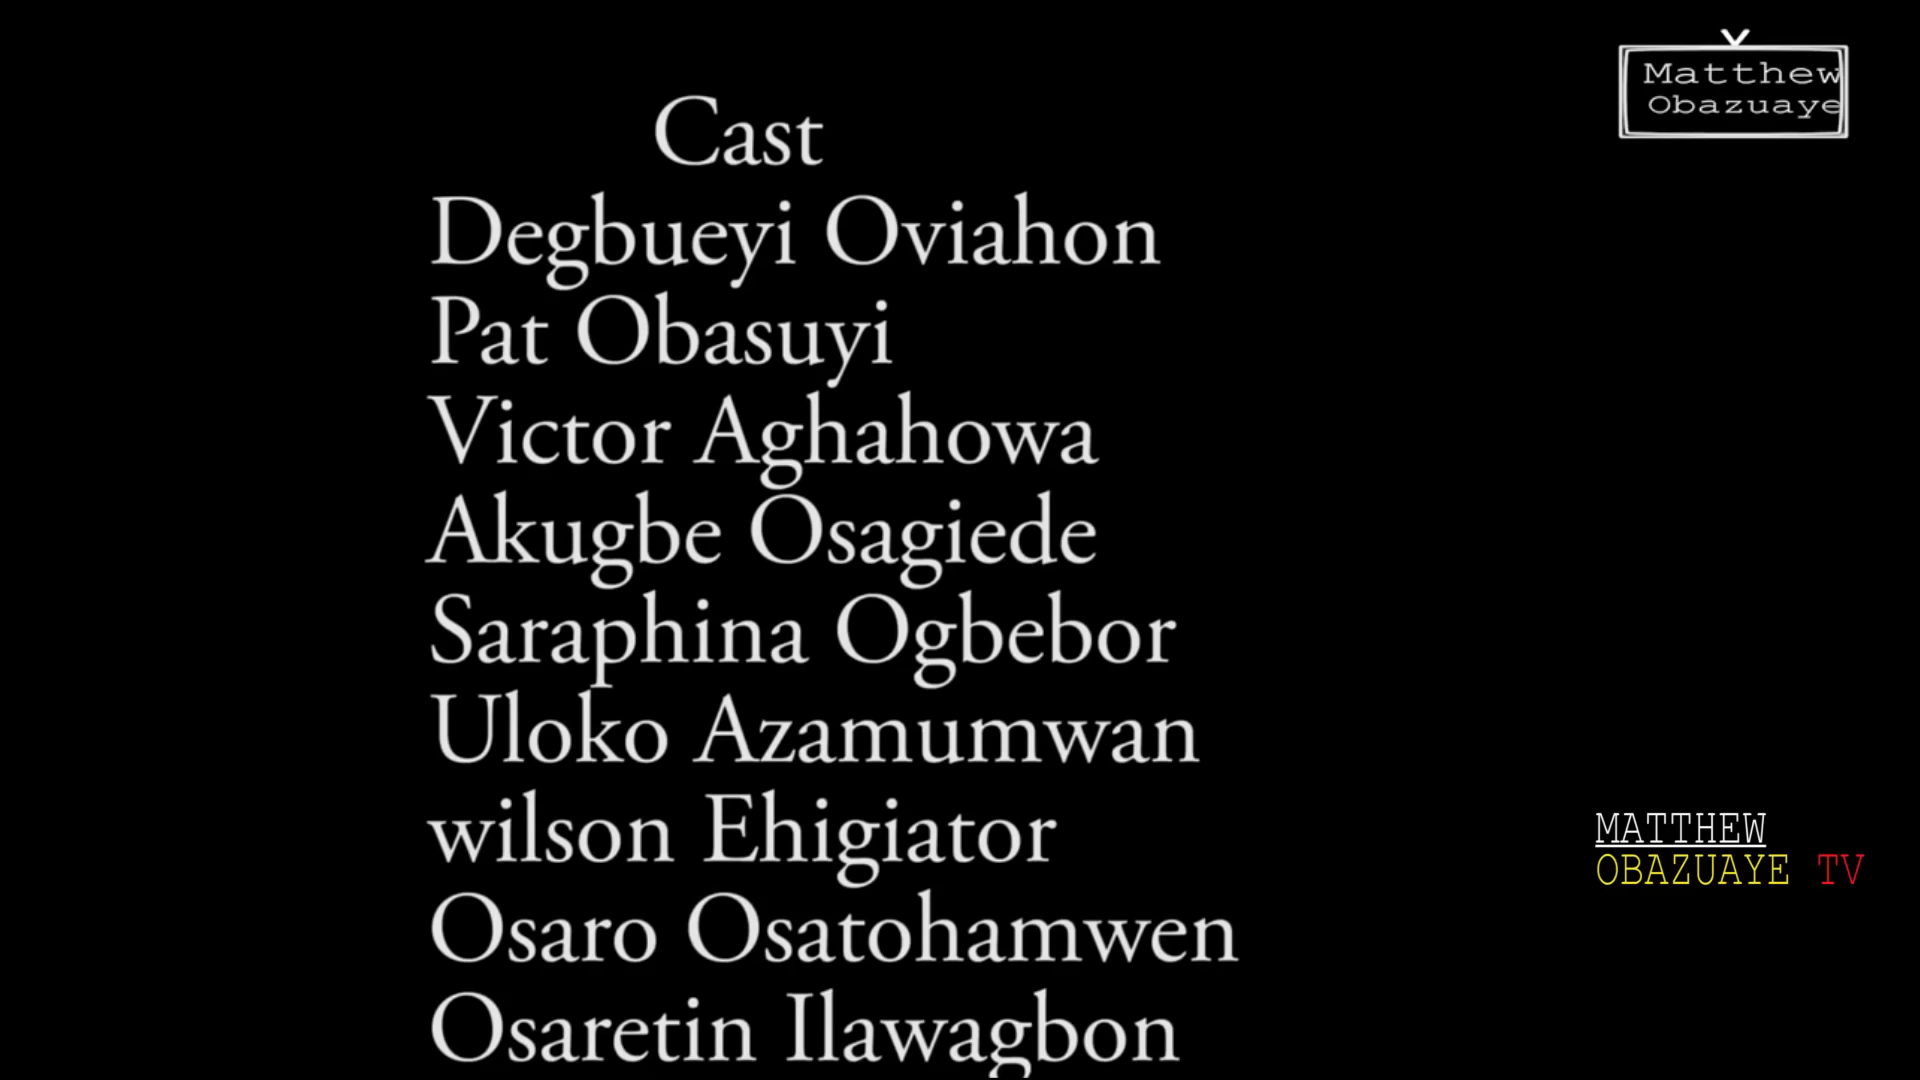 Matthew
Obazuaye
Cast
Degbueyi Oviahon
Pat Obasuyi
Victor Aghahowa
Akugbe Osagiede
Saraphina Ogbebor
Uloko Azamumwan
wilson Ehigiator
Osaro Osatohamwen
Osaretin Ilawagbon
MATTHEW
OBAZUAYE TV